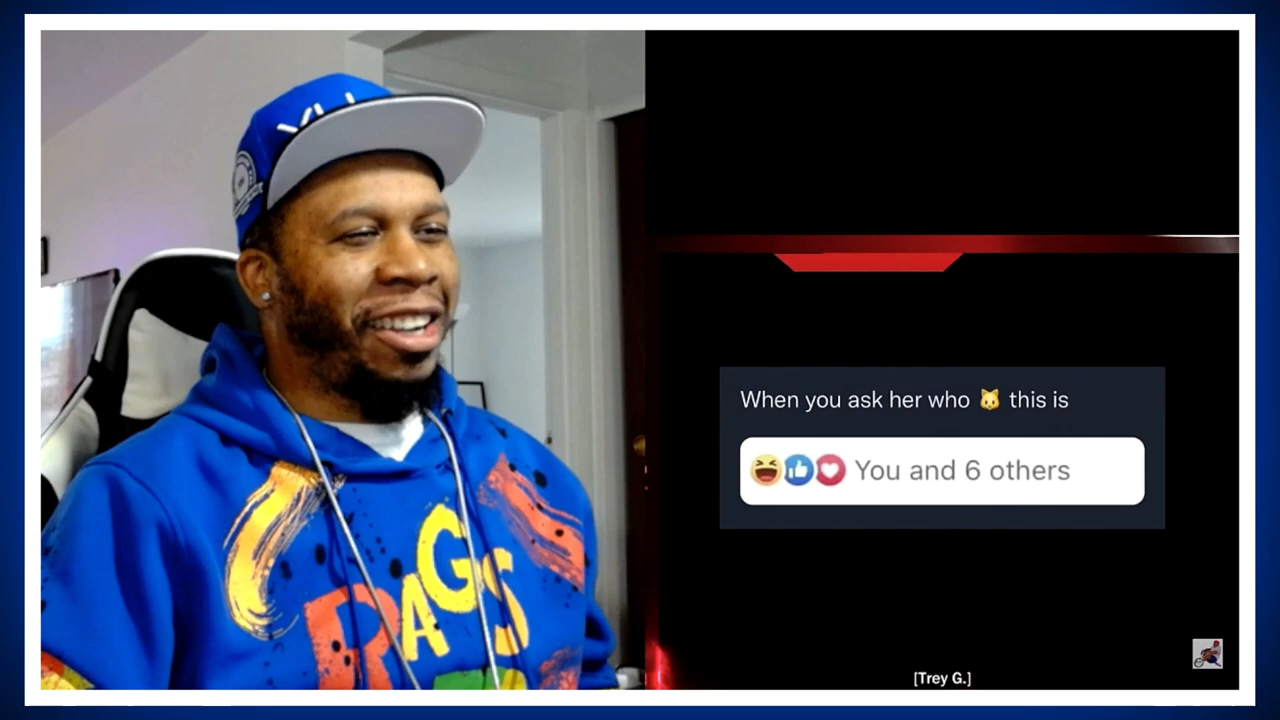 RAGS
When you ask her who 🐱 this is
You and 6 others
[Trey G.]